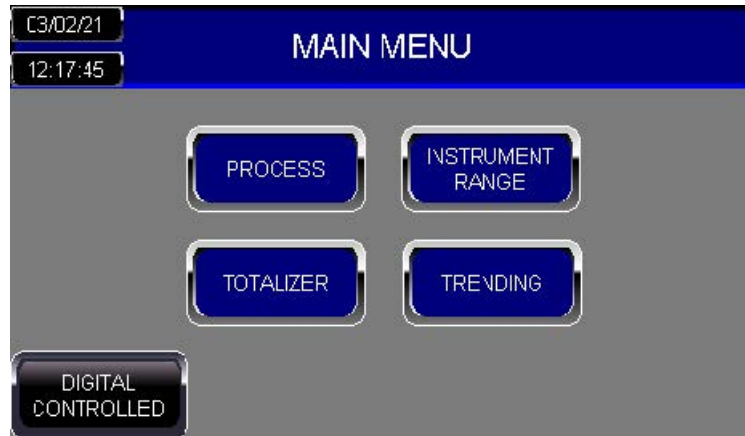 03/02/21
MAIN MENU
12:17:45
PROCESS
INSTRUMENT
RANGE
TOTALIZER
TRENDING
DIGITAL
CONTROLLED